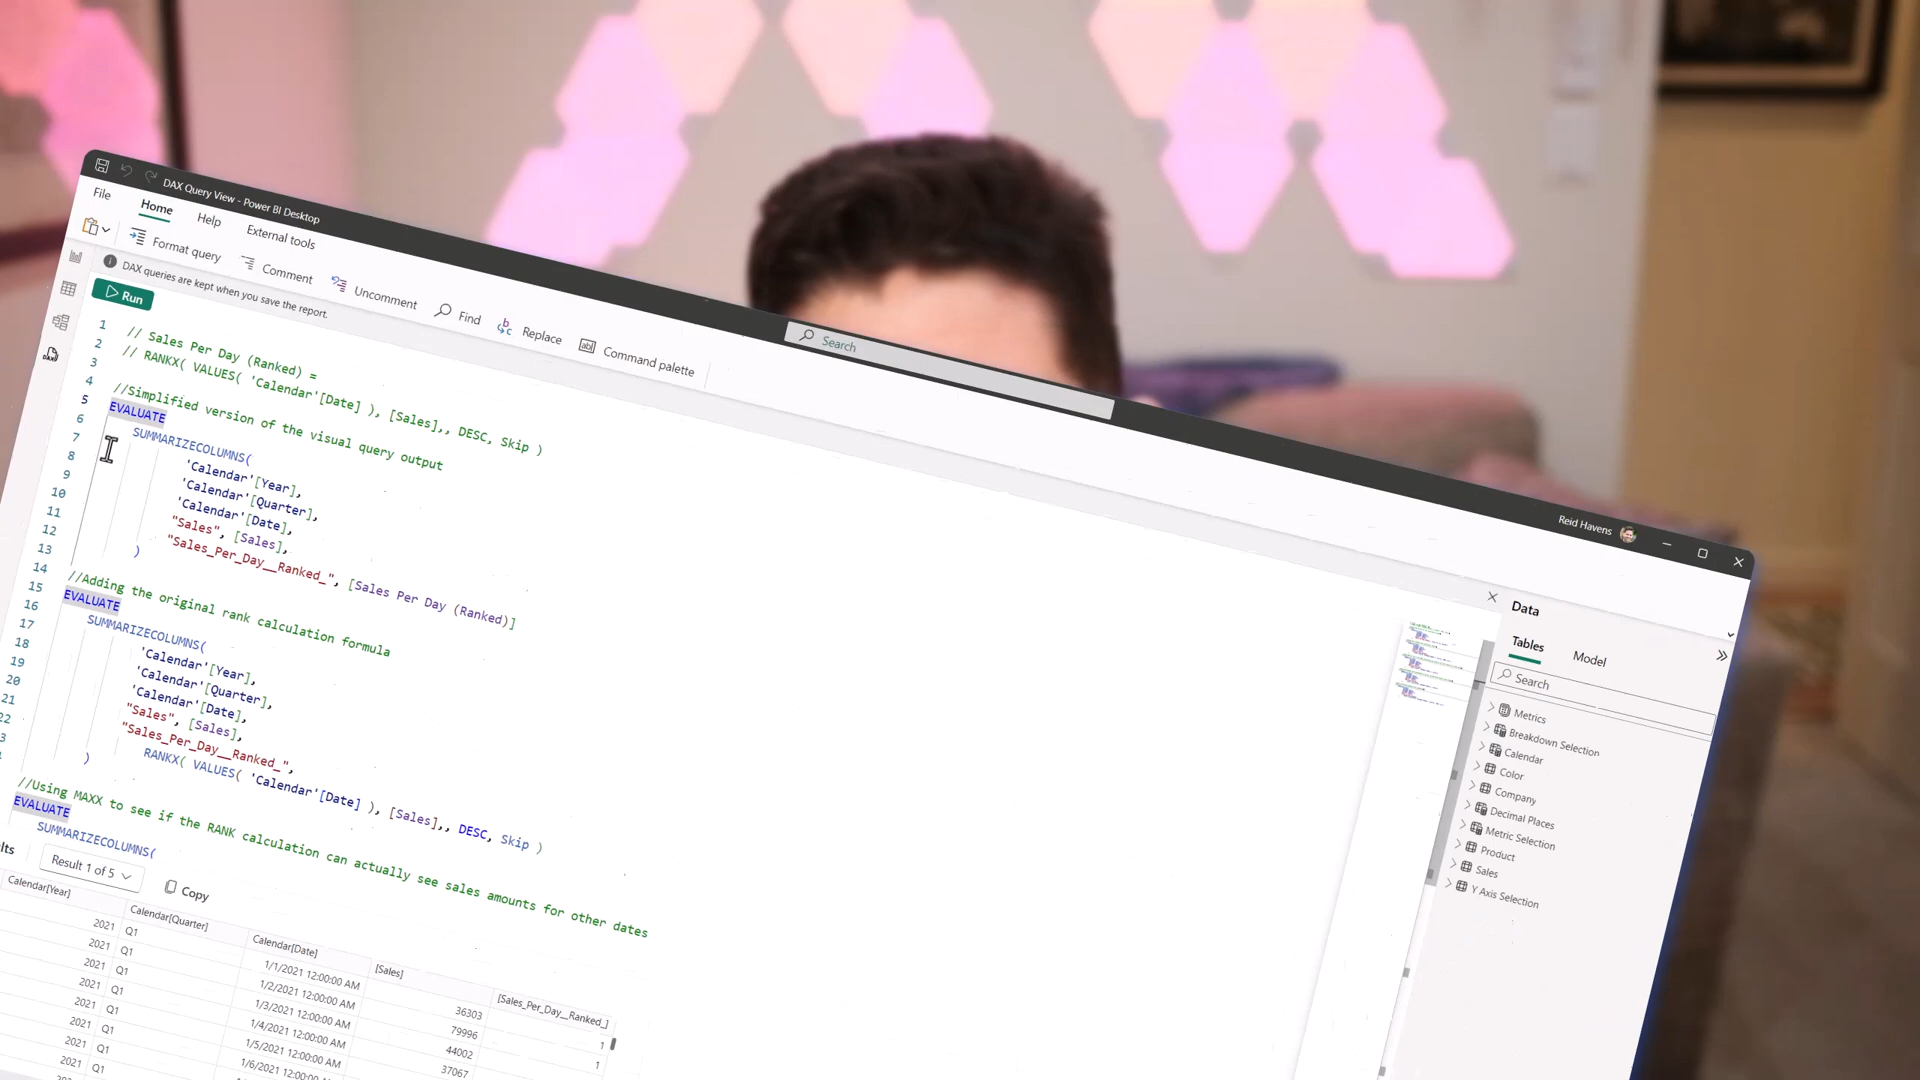 DAX Query View - Power BI Desktop
Search
Reid Havens
File
Home
Help
External tools
Format query
Comment
Uncomment
Find
Replace
Command palette
DAX queries are kept when you save the report.
Run
1 // Sales Per Day (Ranked) =
2 // RANKX( VALUES( 'Calendar'[Date] ), [Sales],, DESC, Skip )
3
4 //Simplified version of the visual query output
5 EVALUATE
6 SUMMARIZECOLUMNS(
7 'Calendar'[Year],
8 'Calendar'[Quarter],
9 'Calendar'[Date],
10 "Sales", [Sales],
11 "Sales_Per_Day__Ranked_", [Sales Per Day (Ranked)]
12 )
13
14 //Adding the original rank calculation formula
15 EVALUATE
16 SUMMARIZECOLUMNS(
17 'Calendar'[Year],
18 'Calendar'[Quarter],
19 'Calendar'[Date],
20 "Sales", [Sales],
21 "Sales_Per_Day__Ranked_",
22 RANKX( VALUES( 'Calendar'[Date] ), [Sales],, DESC, Skip )
3 )
//Using MAXX to see if the RANK calculation can actually see sales amounts for other dates
EVALUATE
SUMMARIZECOLUMNS(
lts
Result 1 of 5
Copy
Calendar[Year] Calendar[Quarter] Calendar[Date] [Sales] [Sales_Per_Day__Ranked_]
2021 Q1 1/1/2021 12:00:00 AM 36303 1
2021 Q1 1/2/2021 12:00:00 AM 79996 1
2021 Q1 1/3/2021 12:00:00 AM 44002
2021 Q1 1/4/2021 12:00:00 AM 37067
2021 Q1 1/5/2021 12:00:00 AM
2021 Q1 1/6/2021 12:00:00 AM
2021 Q1
2021 Q1
Data
Tables
Model
Search
Metrics
Breakdown Selection
Calendar
Color
Company
Decimal Places
Metric Selection
Product
Sales
Y Axis Selection